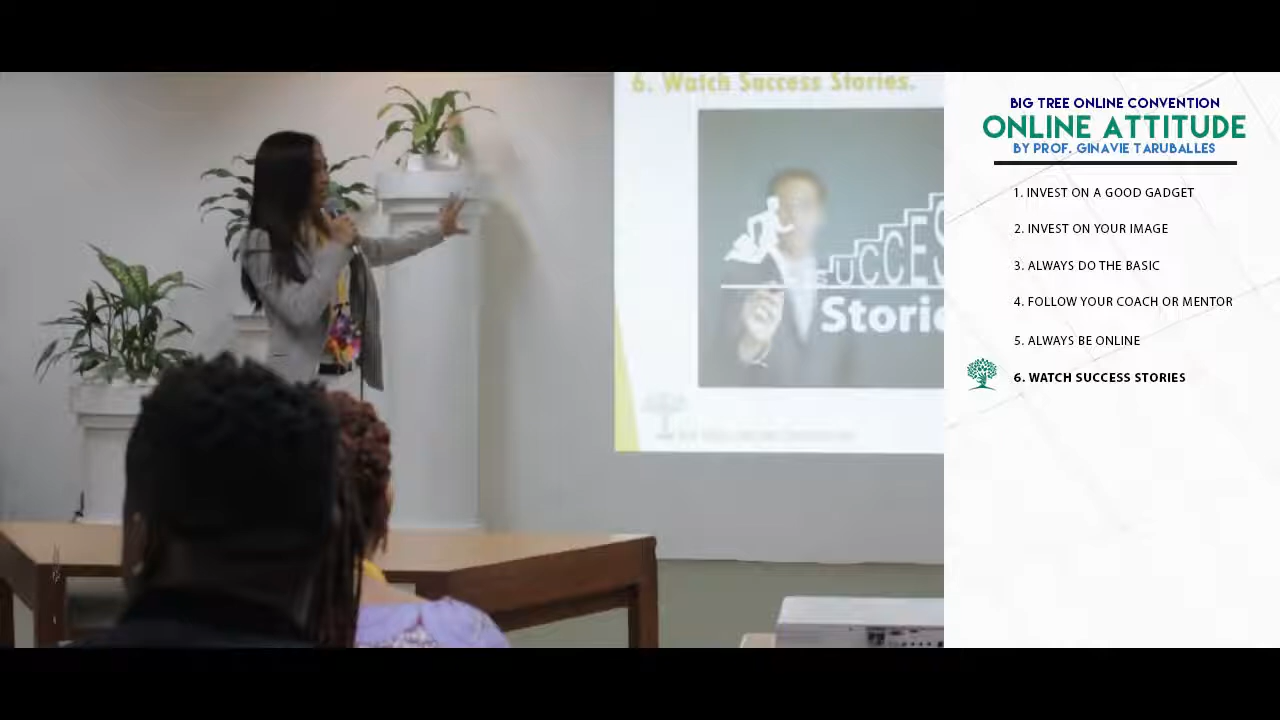 6. Watch Success Stories.
SUCCES
Storie
BIG TREE ONLINE CONVENTION
ONLINE ATTITUDE
BY PROF. GINAVIE TARUBALLES
1. INVEST ON A GOOD GADGET
2. INVEST ON YOUR IMAGE
3. ALWAYS DO THE BASIC
4. FOLLOW YOUR COACH OR MENTOR
5. ALWAYS BE ONLINE
6. WATCH SUCCESS STORIES